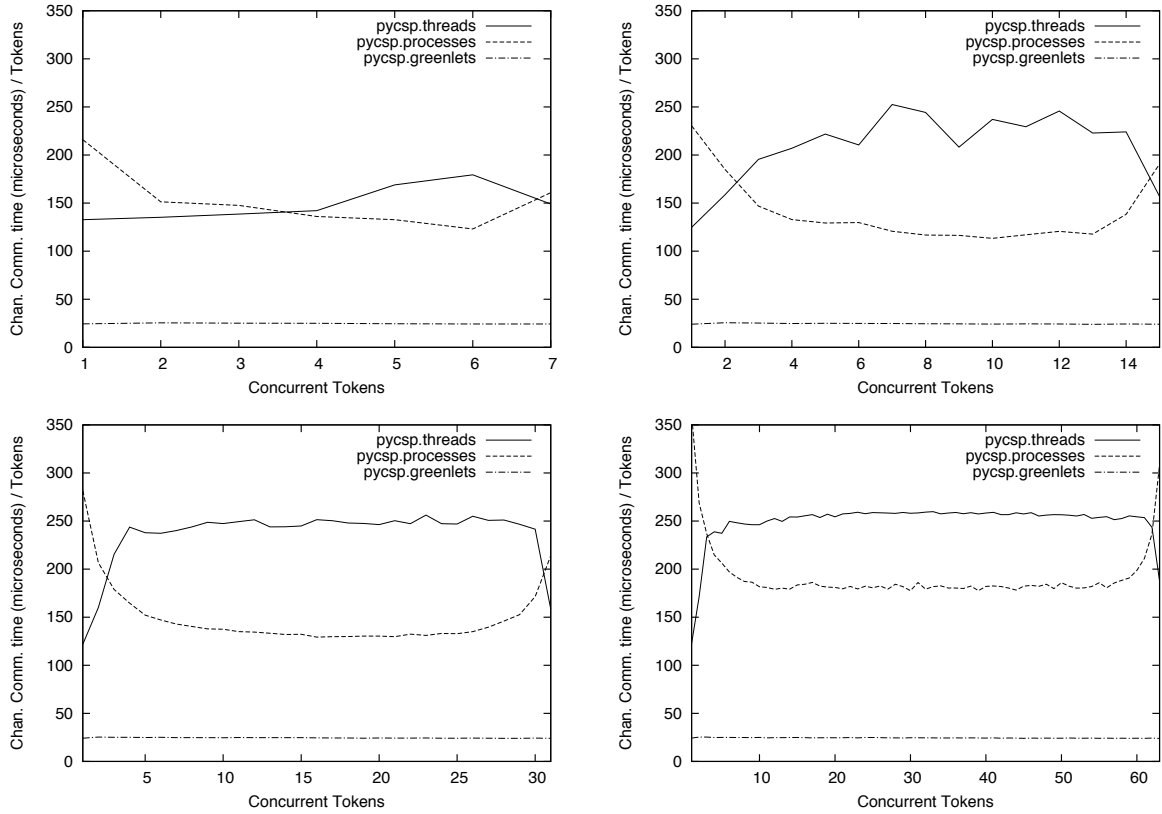 350
300
250
200
150
100
50
0
Chan. Comm. time (microseconds) / Tokens
pycsp.threads
pycsp.processes
pycsp.greenlets
1 2 3 4 5 6 7
Concurrent Tokens
350
300
250
200
150
100
50
0
Chan. Comm. time (microseconds) / Tokens
pycsp.threads
pycsp.processes
pycsp.greenlets
2 4 6 8 10 12 14
Concurrent Tokens
350
300
250
200
150
100
50
0
Chan. Comm. time (microseconds) / Tokens
pycsp.threads
pycsp.processes
pycsp.greenlets
5 10 15 20 25 30
Concurrent Tokens
350
300
250
200
150
100
50
0
Chan. Comm. time (microseconds) / Tokens
pycsp.threads
pycsp.processes
pycsp.greenlets
10 20 30 40 50 60
Concurrent Tokens